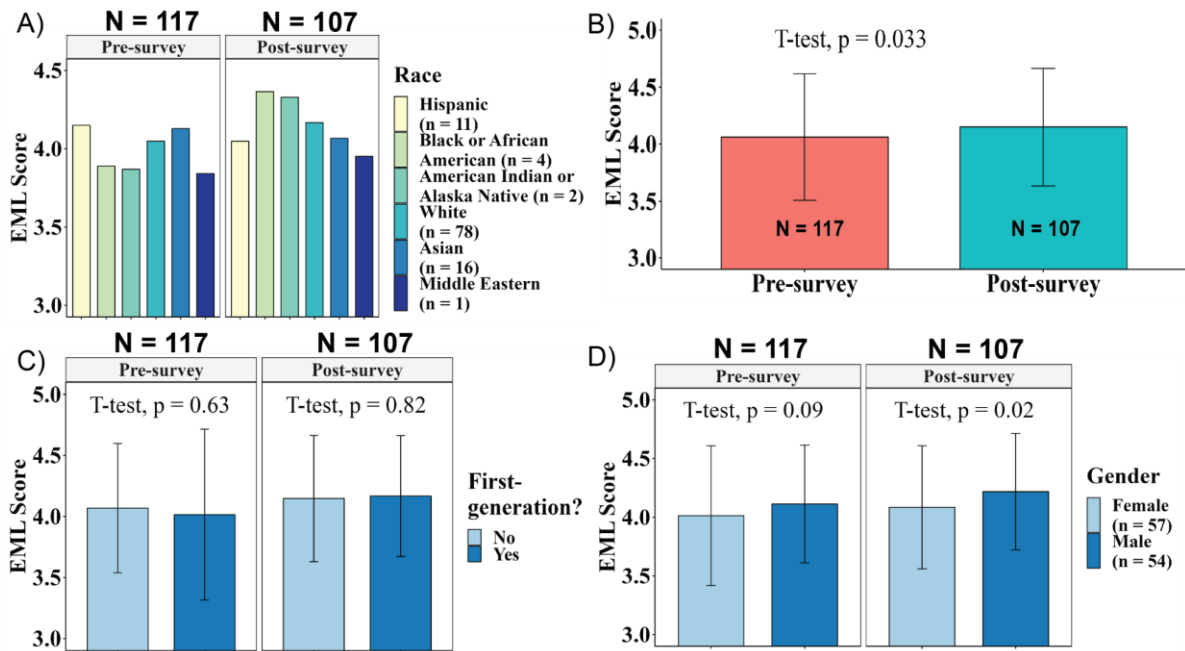 A)
N = 117
N = 107
Pre-survey
Post-survey
EML Score
4.5
4.0
3.5
3.0
Race
Hispanic
(n = 11)
Black or African
American (n = 4)
American Indian or
Alaska Native (n = 2)
White
(n = 78)
Asian
(n = 16)
Middle Eastern
(n = 1)
B)
T-test, p = 0.033
EML Score
5.0
4.5
4.0
3.5
3.0
N = 117
N = 107
Pre-survey
Post-survey
C)
N = 117
N = 107
Pre-survey
Post-survey
T-test, p = 0.63
T-test, p = 0.82
EML Score
5.0
4.5
4.0
3.5
3.0
First-
generation?
No
Yes
D)
N = 117
N = 107
Pre-survey
Post-survey
T-test, p = 0.09
T-test, p = 0.02
EML Score
5.0
4.5
4.0
3.5
3.0
Gender
Female
(n = 57)
Male
(n = 54)